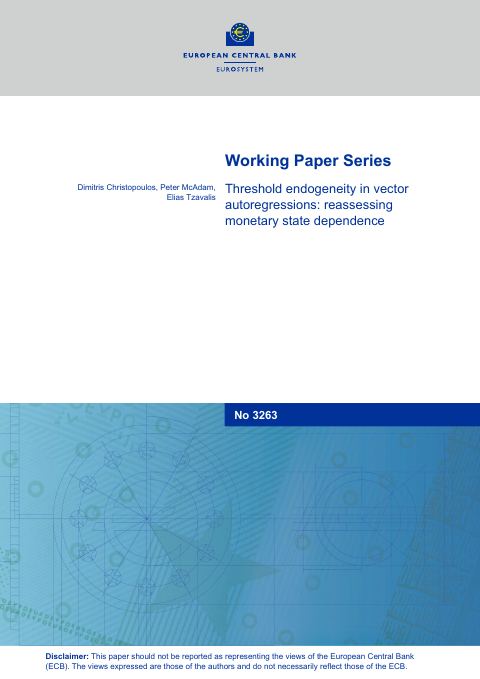 EUROPEAN CENTRAL BANK
EUROSYSTEM
Working Paper Series
Dimitris Christopoulos, Peter McAdam,
Elias Tzavalis
Threshold endogeneity in vector
autoregressions: reassessing
monetary state dependence
No 3263
Disclaimer: This paper should not be reported as representing the views of the European Central Bank
(ECB). The views expressed are those of the authors and do not necessarily reflect those of the ECB.